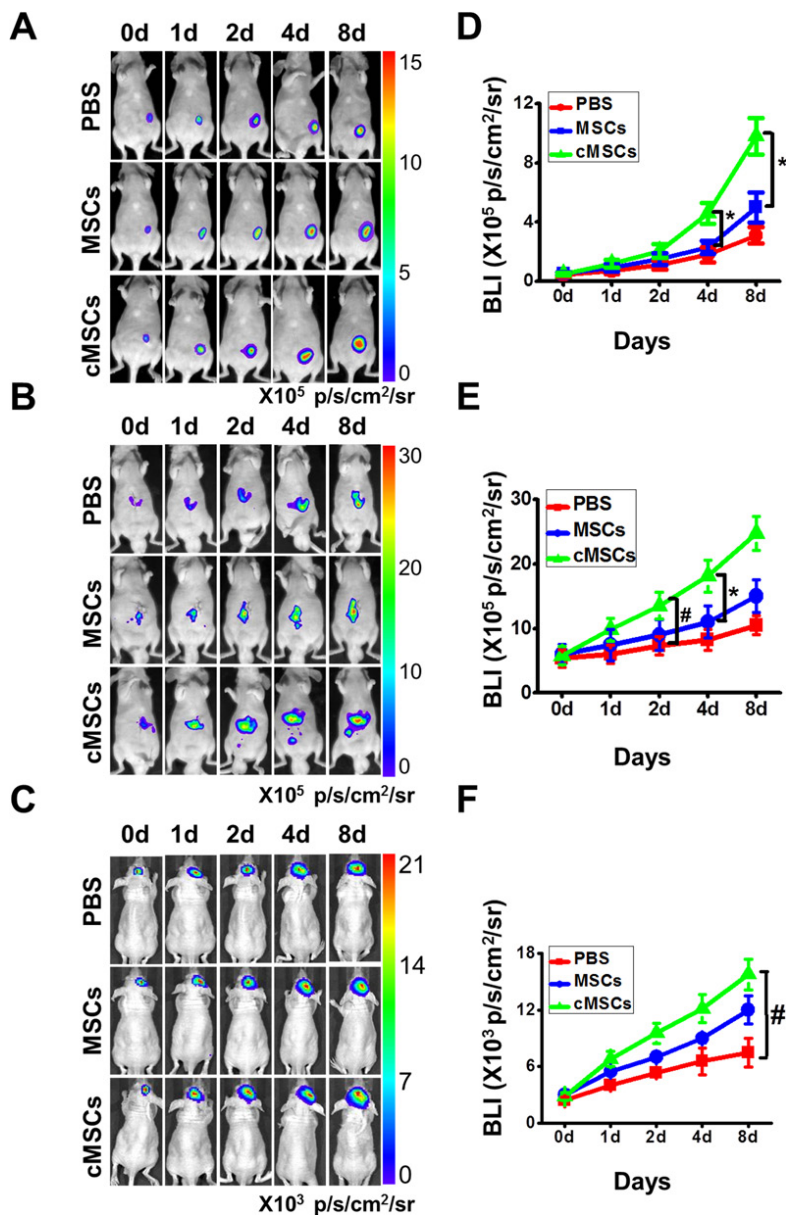 A
0d 1d 2d 4d 8d
PBS
MSCs
cMSCs
15
10
5
0
X10⁵ p/s/cm²/sr
B
0d 1d 2d 4d 8d
PBS
MSCs
cMSCs
30
20
10
0
X10⁵ p/s/cm²/sr
C
0d 1d 2d 4d 8d
PBS
MSCs
cMSCs
21
14
7
0
X10³ p/s/cm²/sr
D
BLI (X10⁵ p/s/cm2/sr)
12
8
4
0
PBS
MSCs
cMSCs
*
*
0d 1d 2d 4d 8d
Days
E
BLI (X10⁵ p/s/cm2/sr)
30
20
10
0
PBS
MSCs
cMSCs
#
*
0d 1d 2d 4d 8d
Days
F
BLI (X10³ p/s/cm2/sr)
18
12
6
0
PBS
MSCs
cMSCs
#
0d 1d 2d 4d 8d
Days